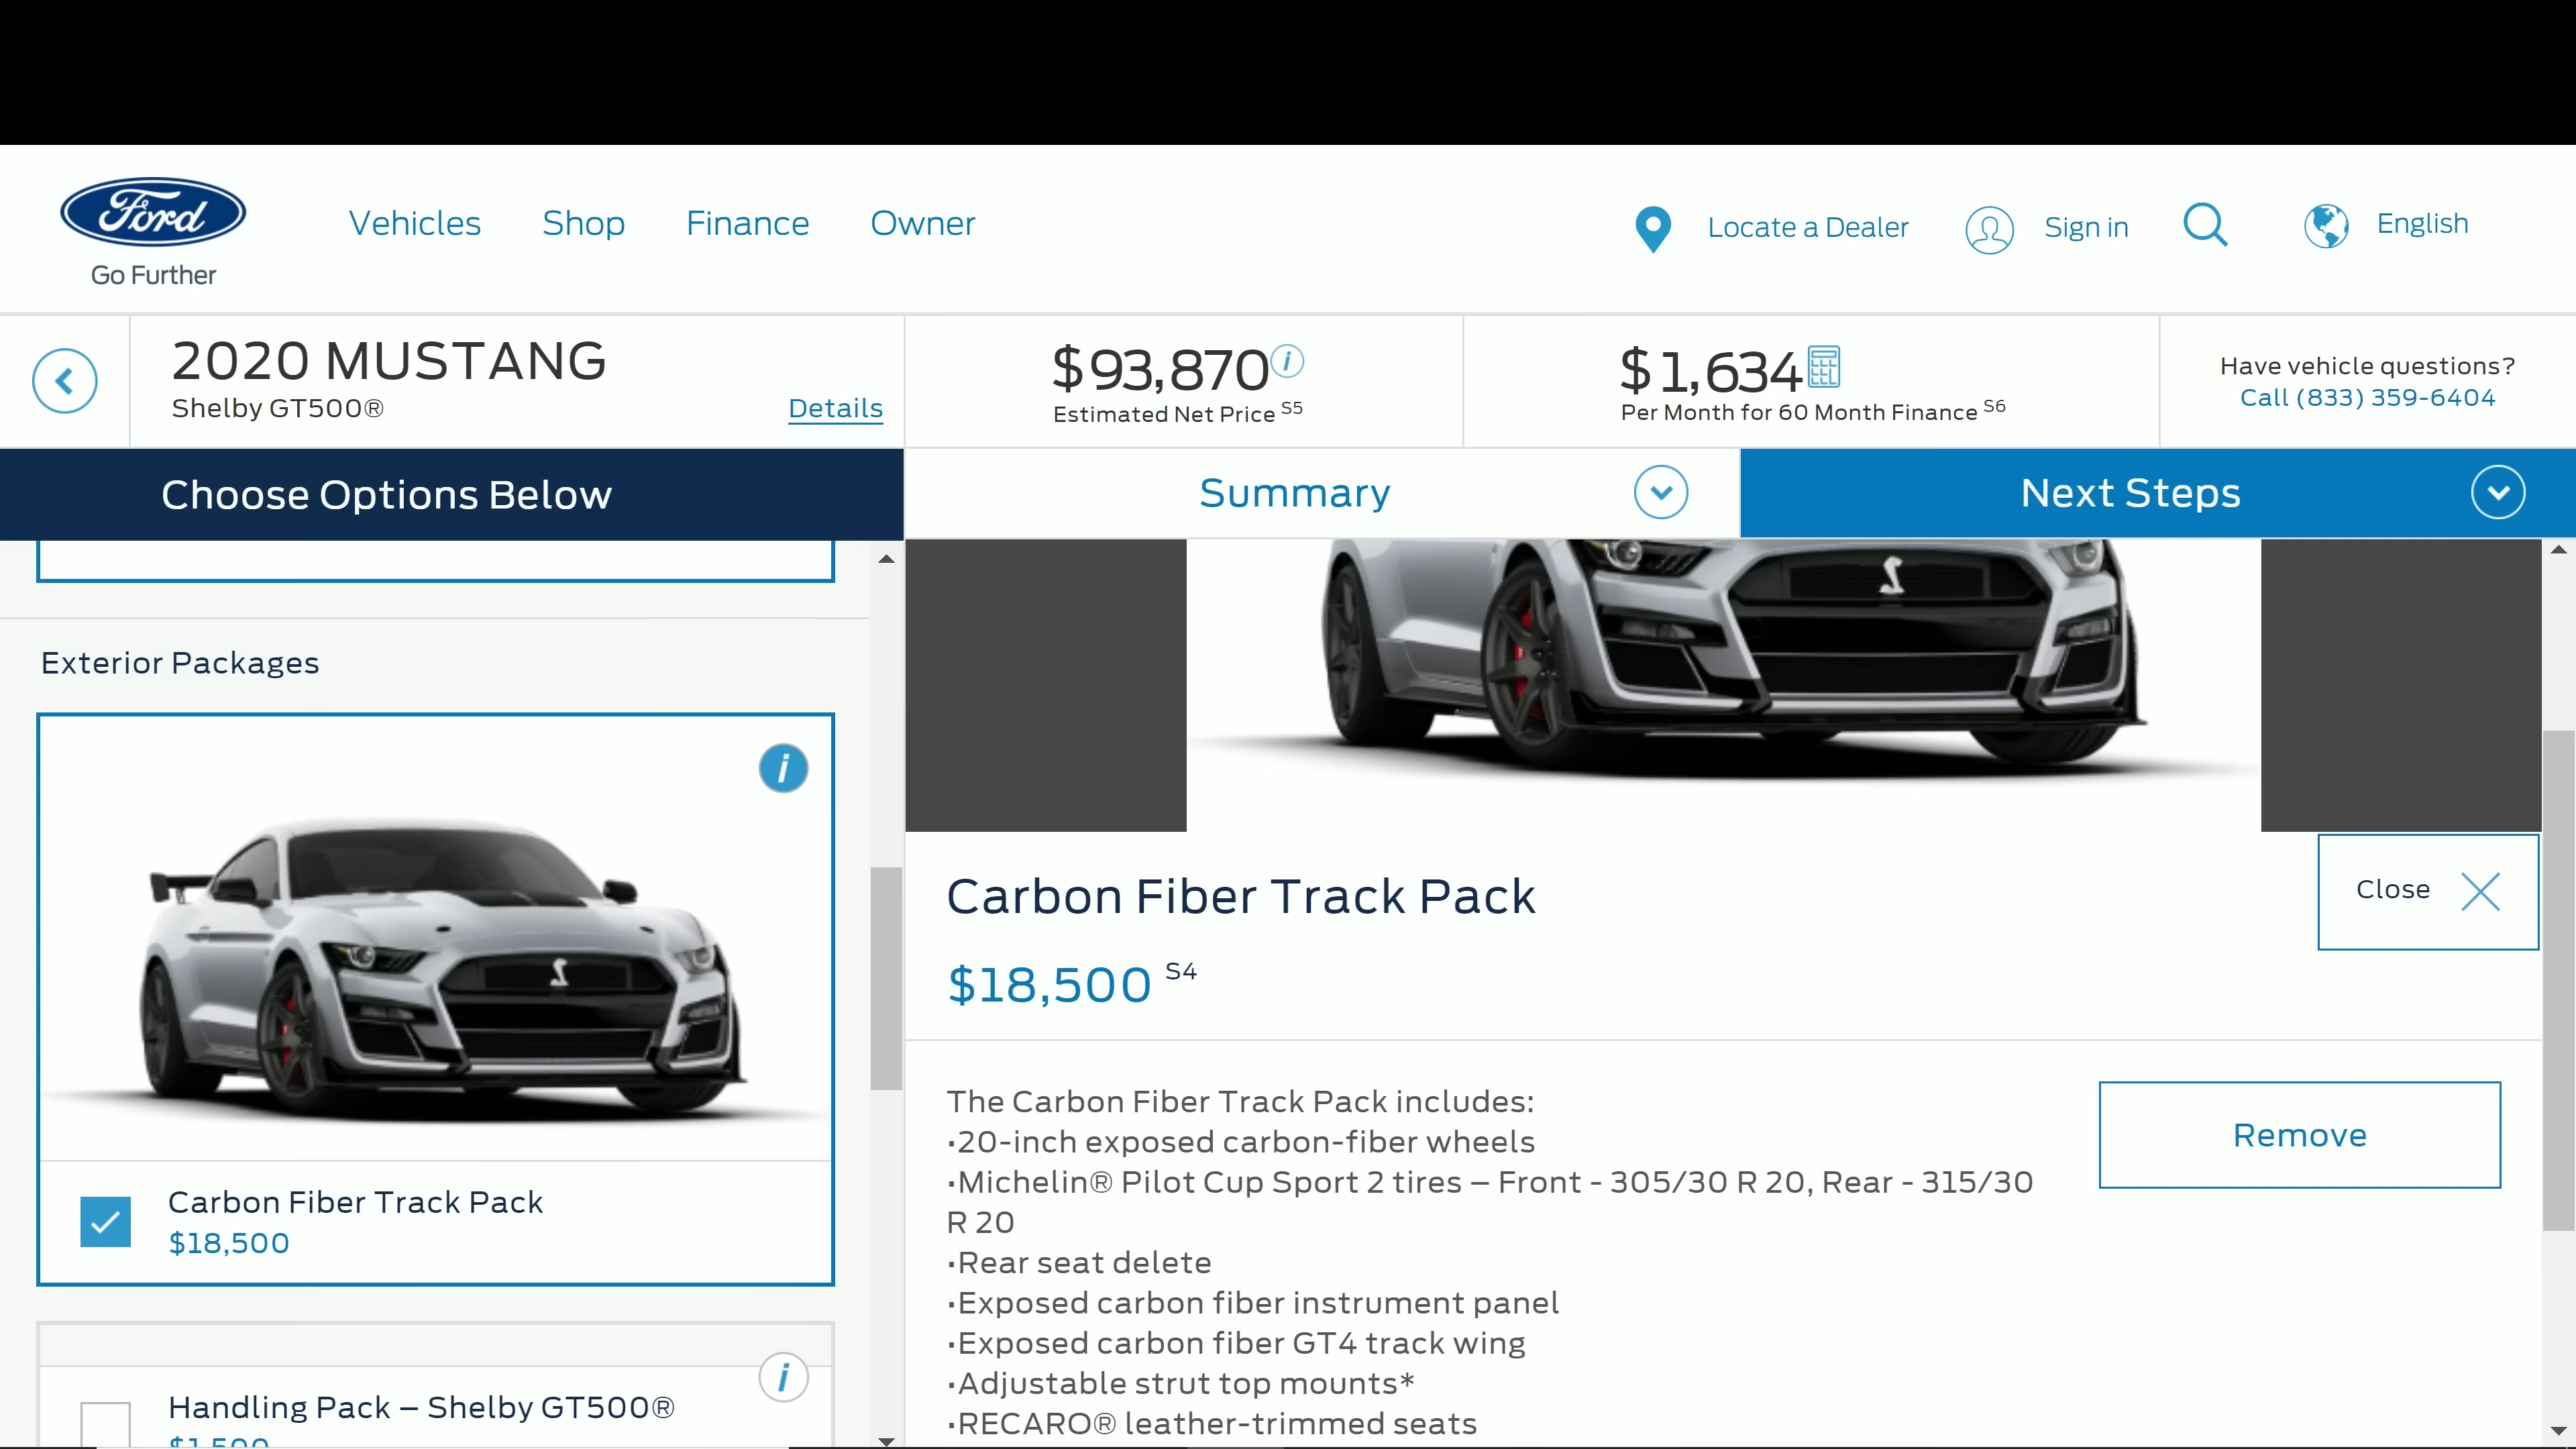 Ford
Go Further
Vehicles
Shop
Finance
Owner
Locate a Dealer
Sign in
English
2020 MUSTANG
Shelby GT500®
Details
$93,870
Estimated Net Price S5
$1,634
Per Month for 60 Month Finance S6
Have vehicle questions?
Call (833) 359-6404
Choose Options Below
Summary
Next Steps
Exterior Packages
i
Carbon Fiber Track Pack
$18,500
i
Handling Pack – Shelby GT500®
$1,500
Carbon Fiber Track Pack
$18,500 S4
Close
The Carbon Fiber Track Pack includes:
·20-inch exposed carbon-fiber wheels
·Michelin® Pilot Cup Sport 2 tires – Front - 305/30 R 20, Rear - 315/30
R 20
·Rear seat delete
·Exposed carbon fiber instrument panel
·Exposed carbon fiber GT4 track wing
·Adjustable strut top mounts*
·RECARO® leather-trimmed seats
Remove